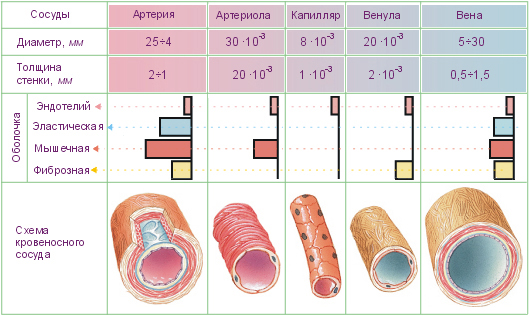 Сосуды Артерия Артериола Капилляр Венула Вена
Диаметр, мм 25÷4 30 ·10⁻³ 8 ·10⁻³ 20 ·10⁻³ 5÷30
Толщина
стенки, мм 2÷1 20 ·10⁻³ 1 ·10⁻³ 2 ·10⁻³ 0,5÷1,5
Оболочка
Эндотелий
Эластическая
Мышечная
Фиброзная
Схема
кровеносного
сосуда